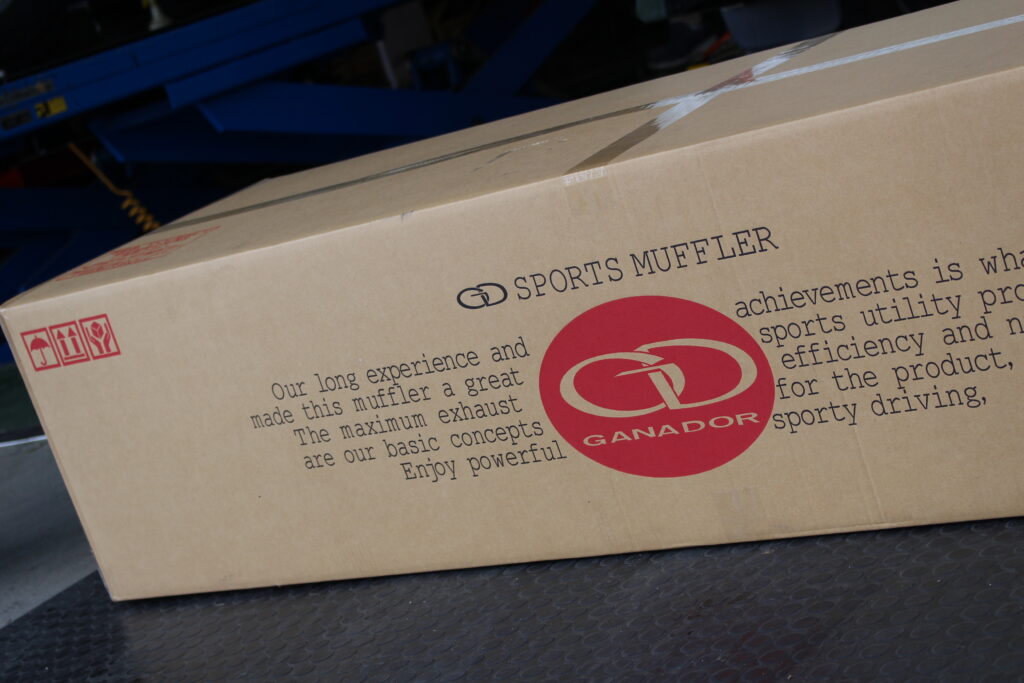 SPORTS MUFFLER
Our long experience and achievements is wha
made this muffler a great sports utility pro
The maximum exhaust efficiency and n
are our basic concepts for the product,
Enjoy powerful sporty driving,
GANADOR